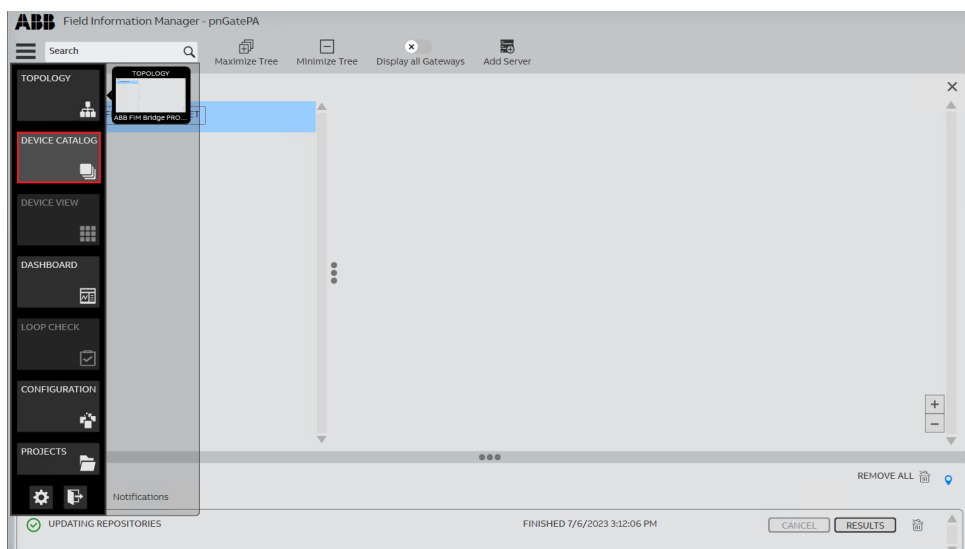 ABB Field Information Manager - pnGatePA
Search
Maximize Tree
Minimize Tree
Display all Gateways
Add Server
TOPOLOGY
TOPOLOGY
ABB FIM Bridge PRO...
DEVICE CATALOG
DEVICE VIEW
DASHBOARD
LOOP CHECK
CONFIGURATION
PROJECTS
REMOVE ALL
Notifications
UPDATING REPOSITORIES
FINISHED 7/6/2023 3:12:06 PM
CANCEL
RESULTS